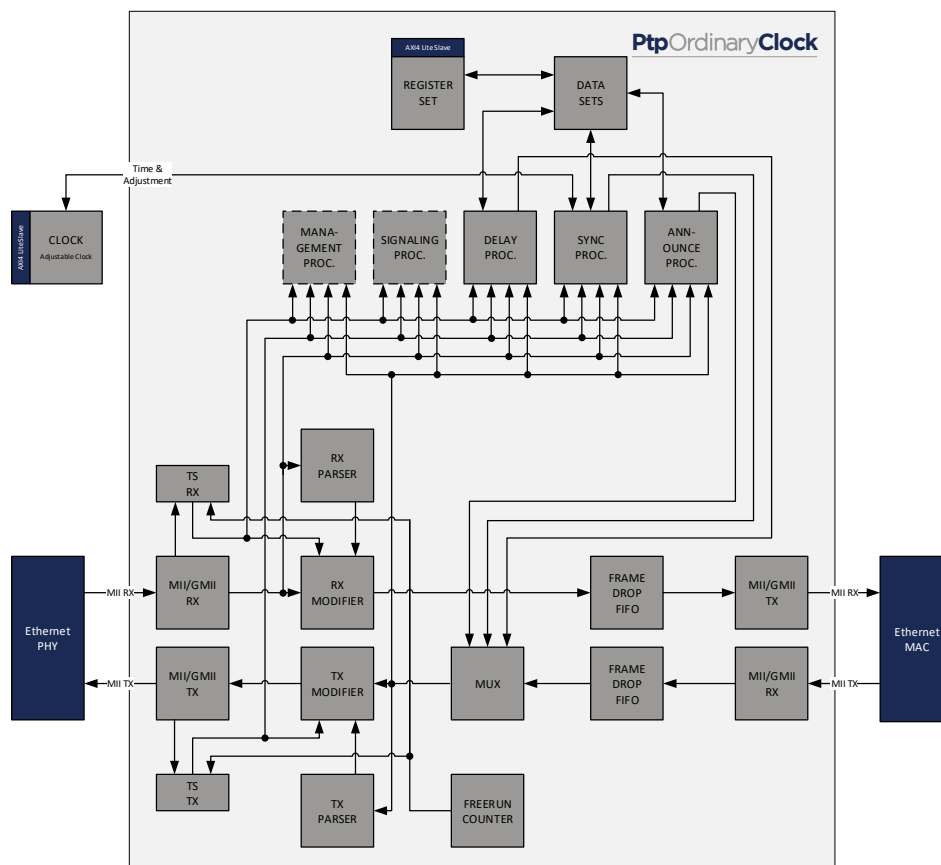 PtpOrdinaryClock
AXI4 LiteSlave
REGISTER
SET
DATA
SETS
Time &
Adjustment
AXI4 LiteSlave
CLOCK
Adjustable Clock
MANA-
GEMENT
PROC.
SIGNALING
PROC.
DELAY
PROC.
SYNC
PROC.
ANN-
OUNCE
PROC.
RX
PARSER
TS
RX
Ethernet
PHY
MII RX
MII/GMII
RX
RX
MODIFIER
FRAME
DROP
FIFO
MII/GMII
TX
MII RX
Ethernet
MAC
MII TX
MII/GMII
TX
TX
MODIFIER
MUX
FRAME
DROP
FIFO
MII/GMII
RX
MII TX
TS
TX
TX
PARSER
FREERUN
COUNTER